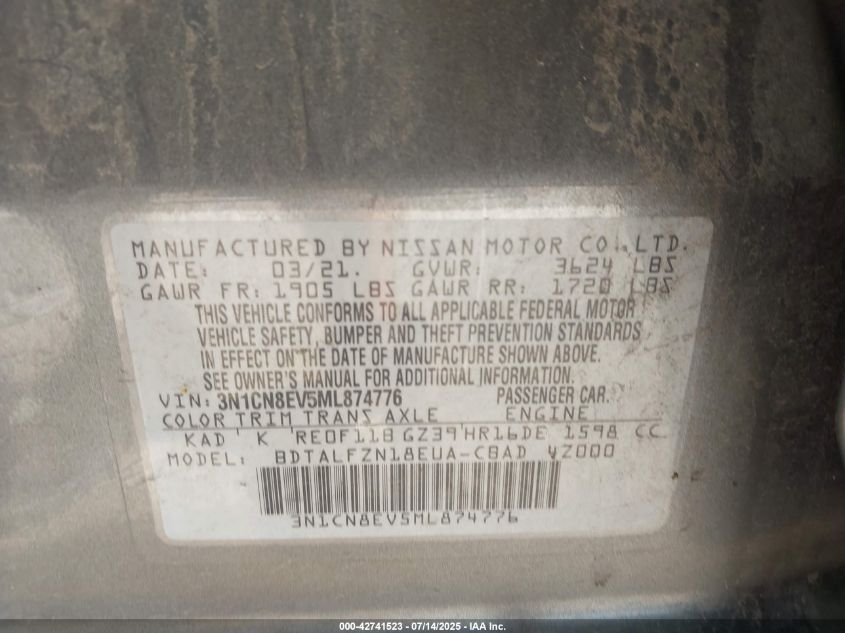 MANUFACTURED BY NISSAN MOTOR CO.,LTD.
DATE: 03/21. GVWR: 3624 LBS
GAWR FR: 1905 LBS GAWR RR: 1720 LBS
THIS VEHICLE CONFORMS TO ALL APPLICABLE FEDERAL MOTOR
VEHICLE SAFETY, BUMPER AND THEFT PREVENTION STANDARDS
IN EFFECT ON THE DATE OF MANUFACTURE SHOWN ABOVE.
SEE OWNER'S MANUAL FOR ADDITIONAL INFORMATION.
VIN: 3N1CN8EV5ML874776 PASSENGER CAR.
COLOR TRIM TRANS AXLE ENGINE
KAD K RE0F11B GZ39 HR16DE 1598 CC
MODEL: BDTALFZN18EUA-CBAD YZ000
3N1CN8EV5ML874776
000-42741523 - 07/14/2025 - IAA Inc.